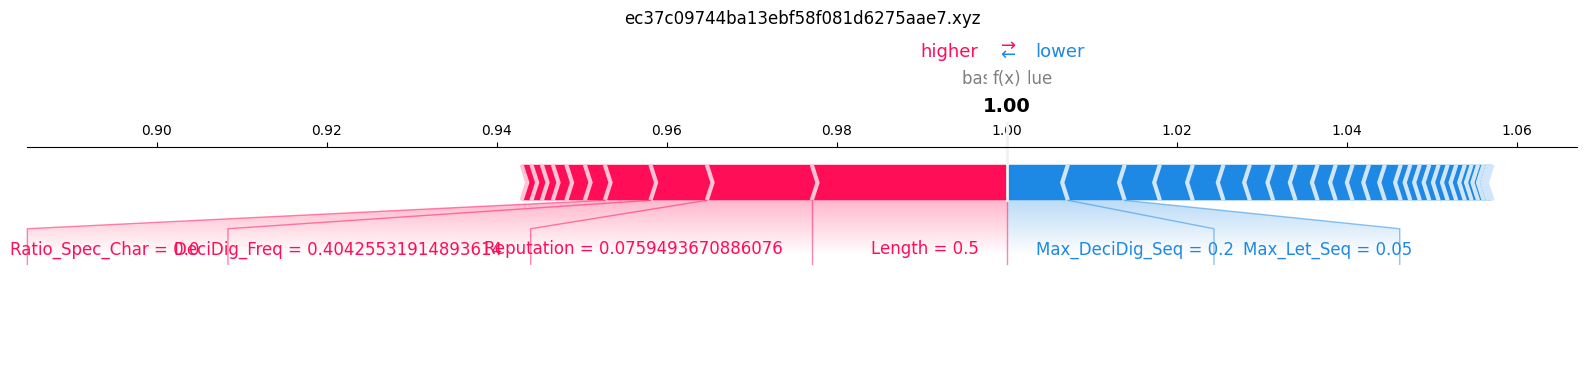 ec37c09744ba13ebf58f081d6275aae7.xyz
higher ⇄ lower
bas f(x) lue
1.00
0.90 0.92 0.94 0.96 0.98 1.00 1.02 1.04 1.06
Ratio_Spec_Char = 0.0 DeciDig_Freq = 0.40425531914893614 Reputation = 0.0759493670886076 Length = 0.5 Max_DeciDig_Seq = 0.2 Max_Let_Seq = 0.05